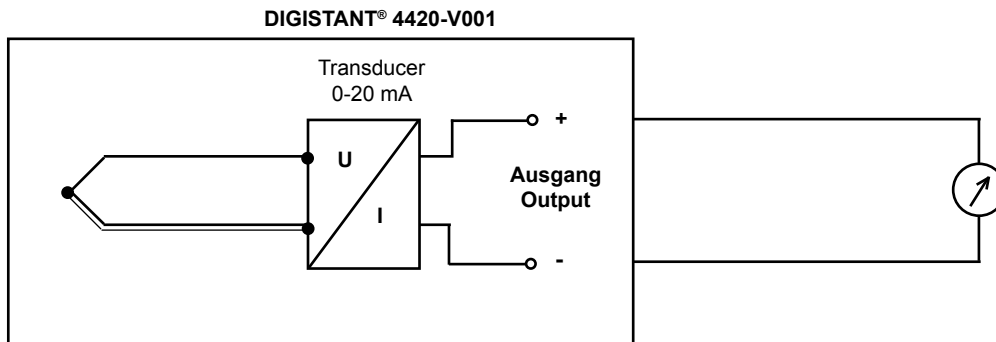 DIGISTANT® 4420-V001
Transducer
0-20 mA
U
I
+
Ausgang
Output
-